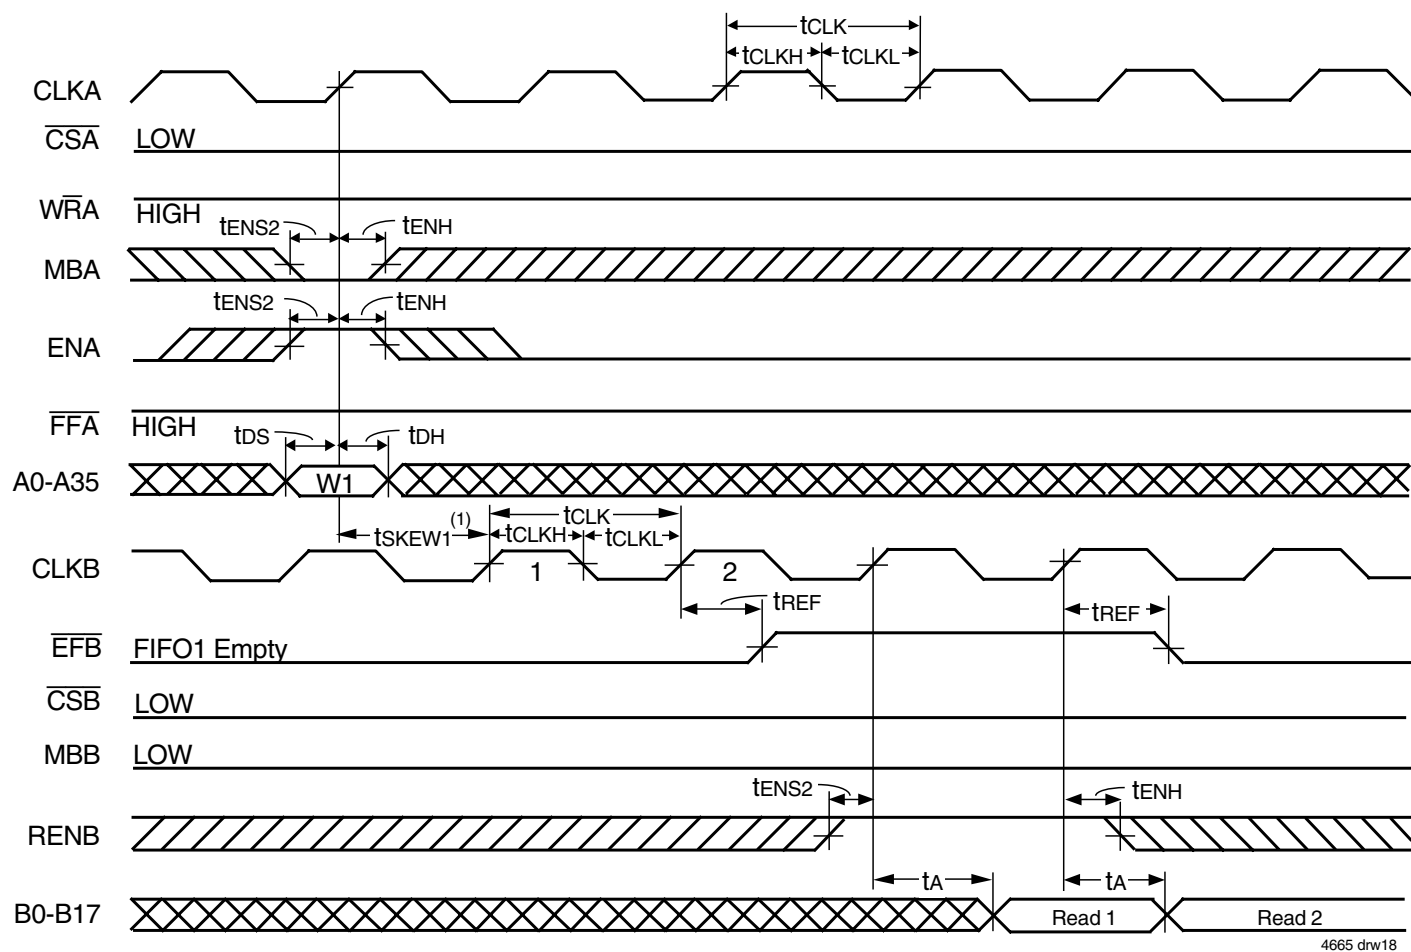 tCLK
tCLKH tCLKL
CLKA
CSA LOW
WRA HIGH
tENS2 tENH
MBA
tENS2 tENH
ENA
FFA HIGH
tDS tDH
A0-A35 W1
tSKEW1(1) tCLK
tCLKH tCLKL
CLKB 1 2
tREF tREF
EFB FIFO1 Empty
CSB LOW
MBB LOW
tENS2 tENH
RENB
tA tA
B0-B17 Read 1 Read 2
4665 drw18